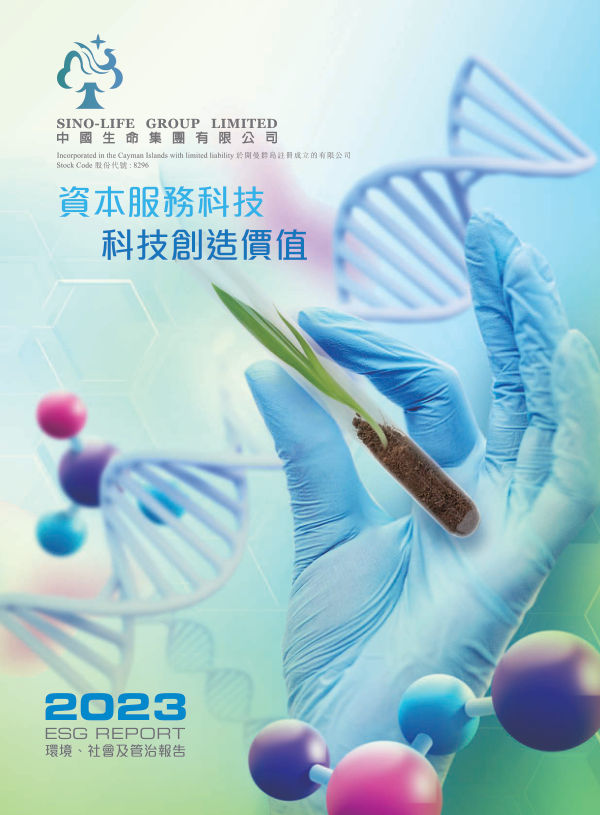 SINO-LIFE GROUP LIMITED
中國生命集團有限公司
Incorporated in the Cayman Islands with limited liability 於開曼群島註冊成立的有限公司
Stock Code 股份代號 : 8296
資本服務科技
科技創造價值
2023
ESG REPORT
環境、社會及管治報告